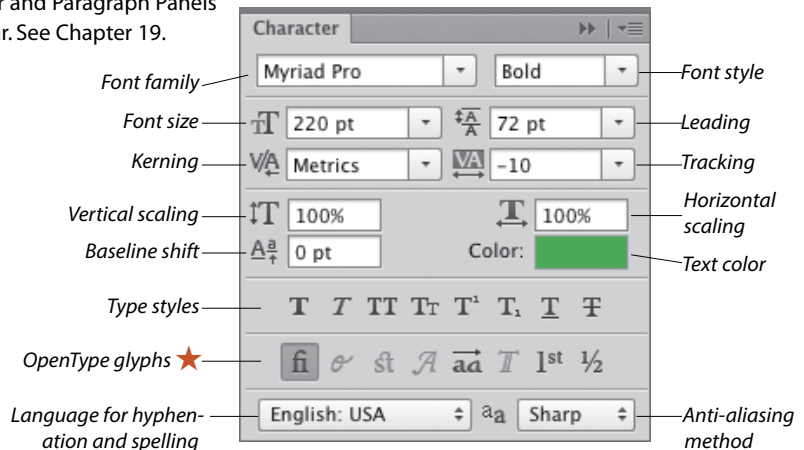 r and Paragraph Panels
r. See Chapter 19.
Character
Font family
Myriad Pro
Bold
Font style
Font size
220 pt
72 pt
Leading
Kerning
Metrics
-10
Tracking
Vertical scaling
100%
100%
Horizontal
scaling
Baseline shift
0 pt
Color:
Text color
Type styles
T T TT Tт T¹ T₁ T T
OpenType glyphs
fi st A aa T 1st ½
Language for hyphen-
ation and spelling
English: USA
aa
Sharp
Anti-aliasing
method